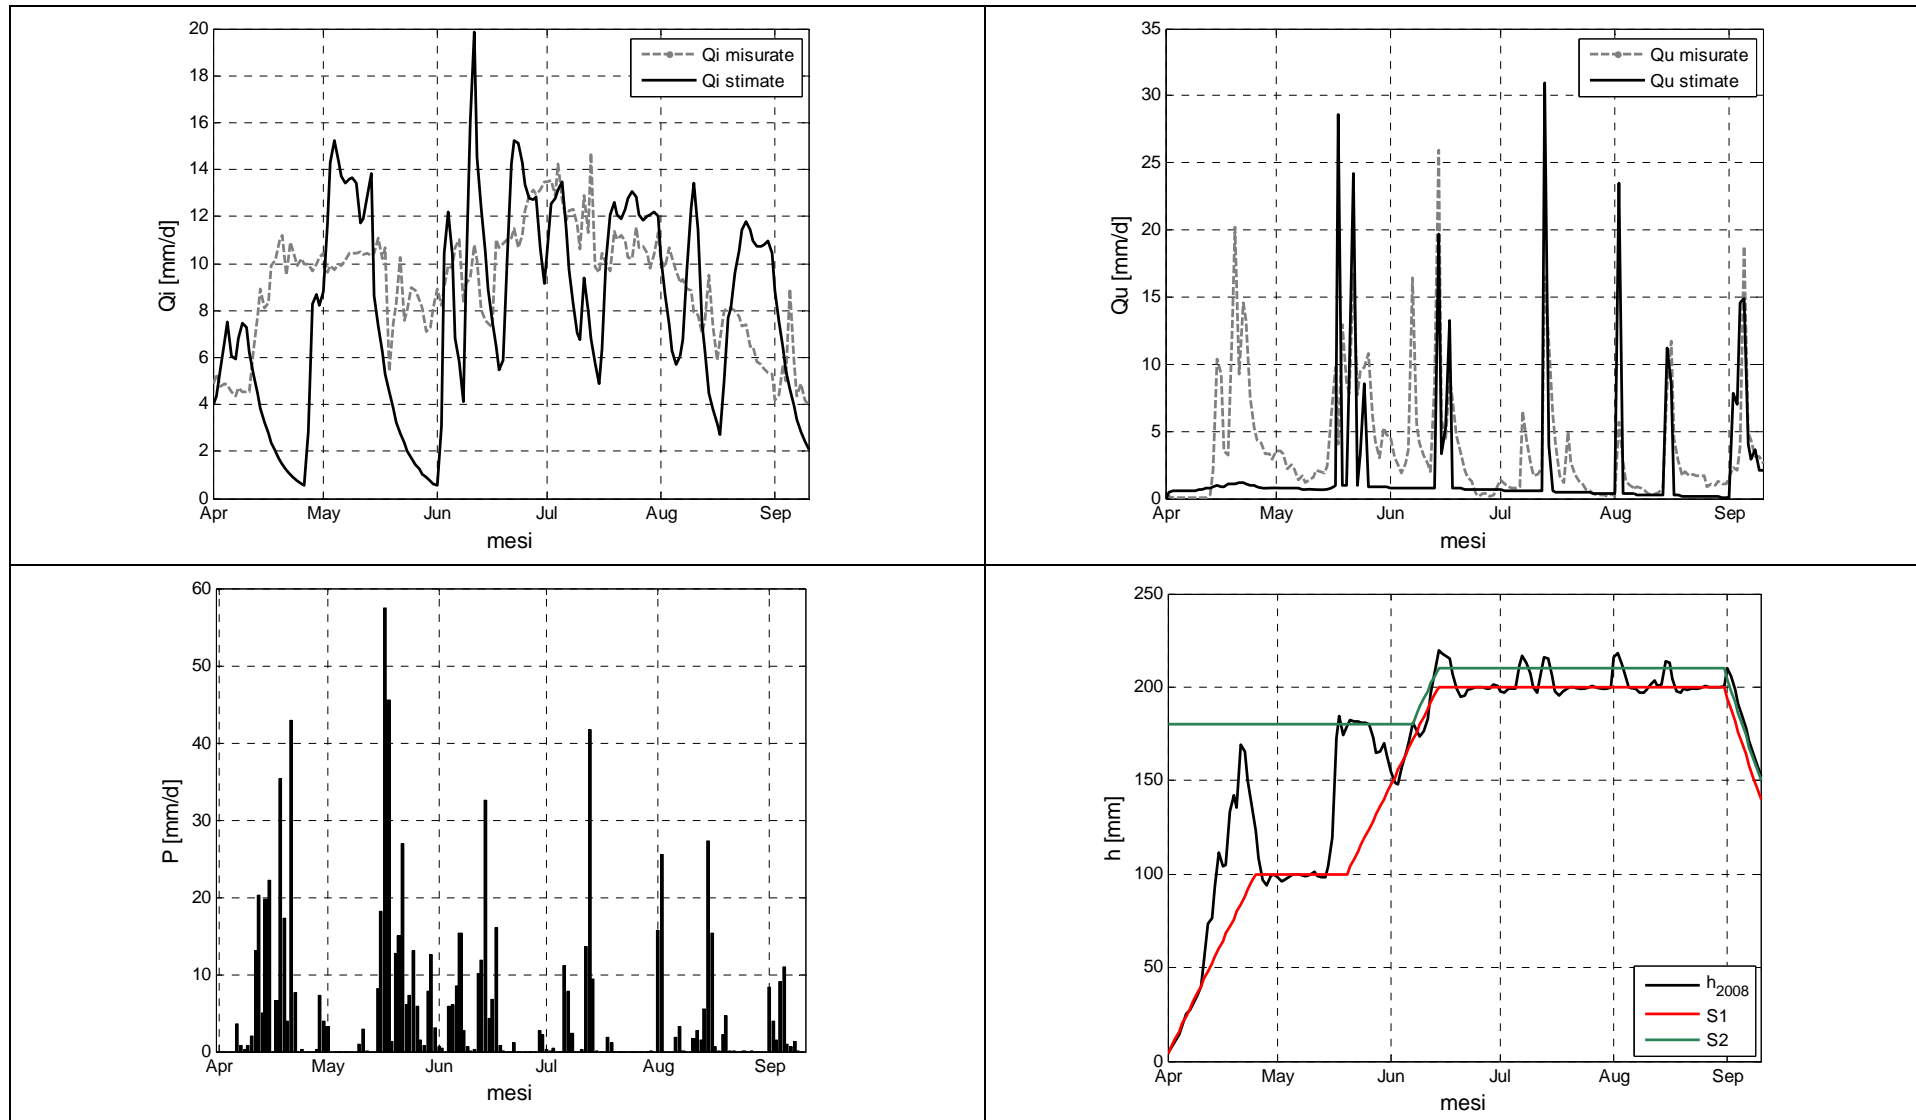 20
18
16
14
12
10
8
6
4
2
0
Qi [mm/d]
Qi misurate
Qi stimate
Apr May Jun Jul Aug Sep
mesi
35
30
25
20
15
10
5
0
Qu [mm/d]
Qu misurate
Qu stimate
Apr May Jun Jul Aug Sep
mesi
60
50
40
30
20
10
0
P [mm/d]
Apr May Jun Jul Aug Sep
mesi
250
200
150
100
50
0
h [mm]
h2008
S1
S2
Apr May Jun Jul Aug Sep
mesi